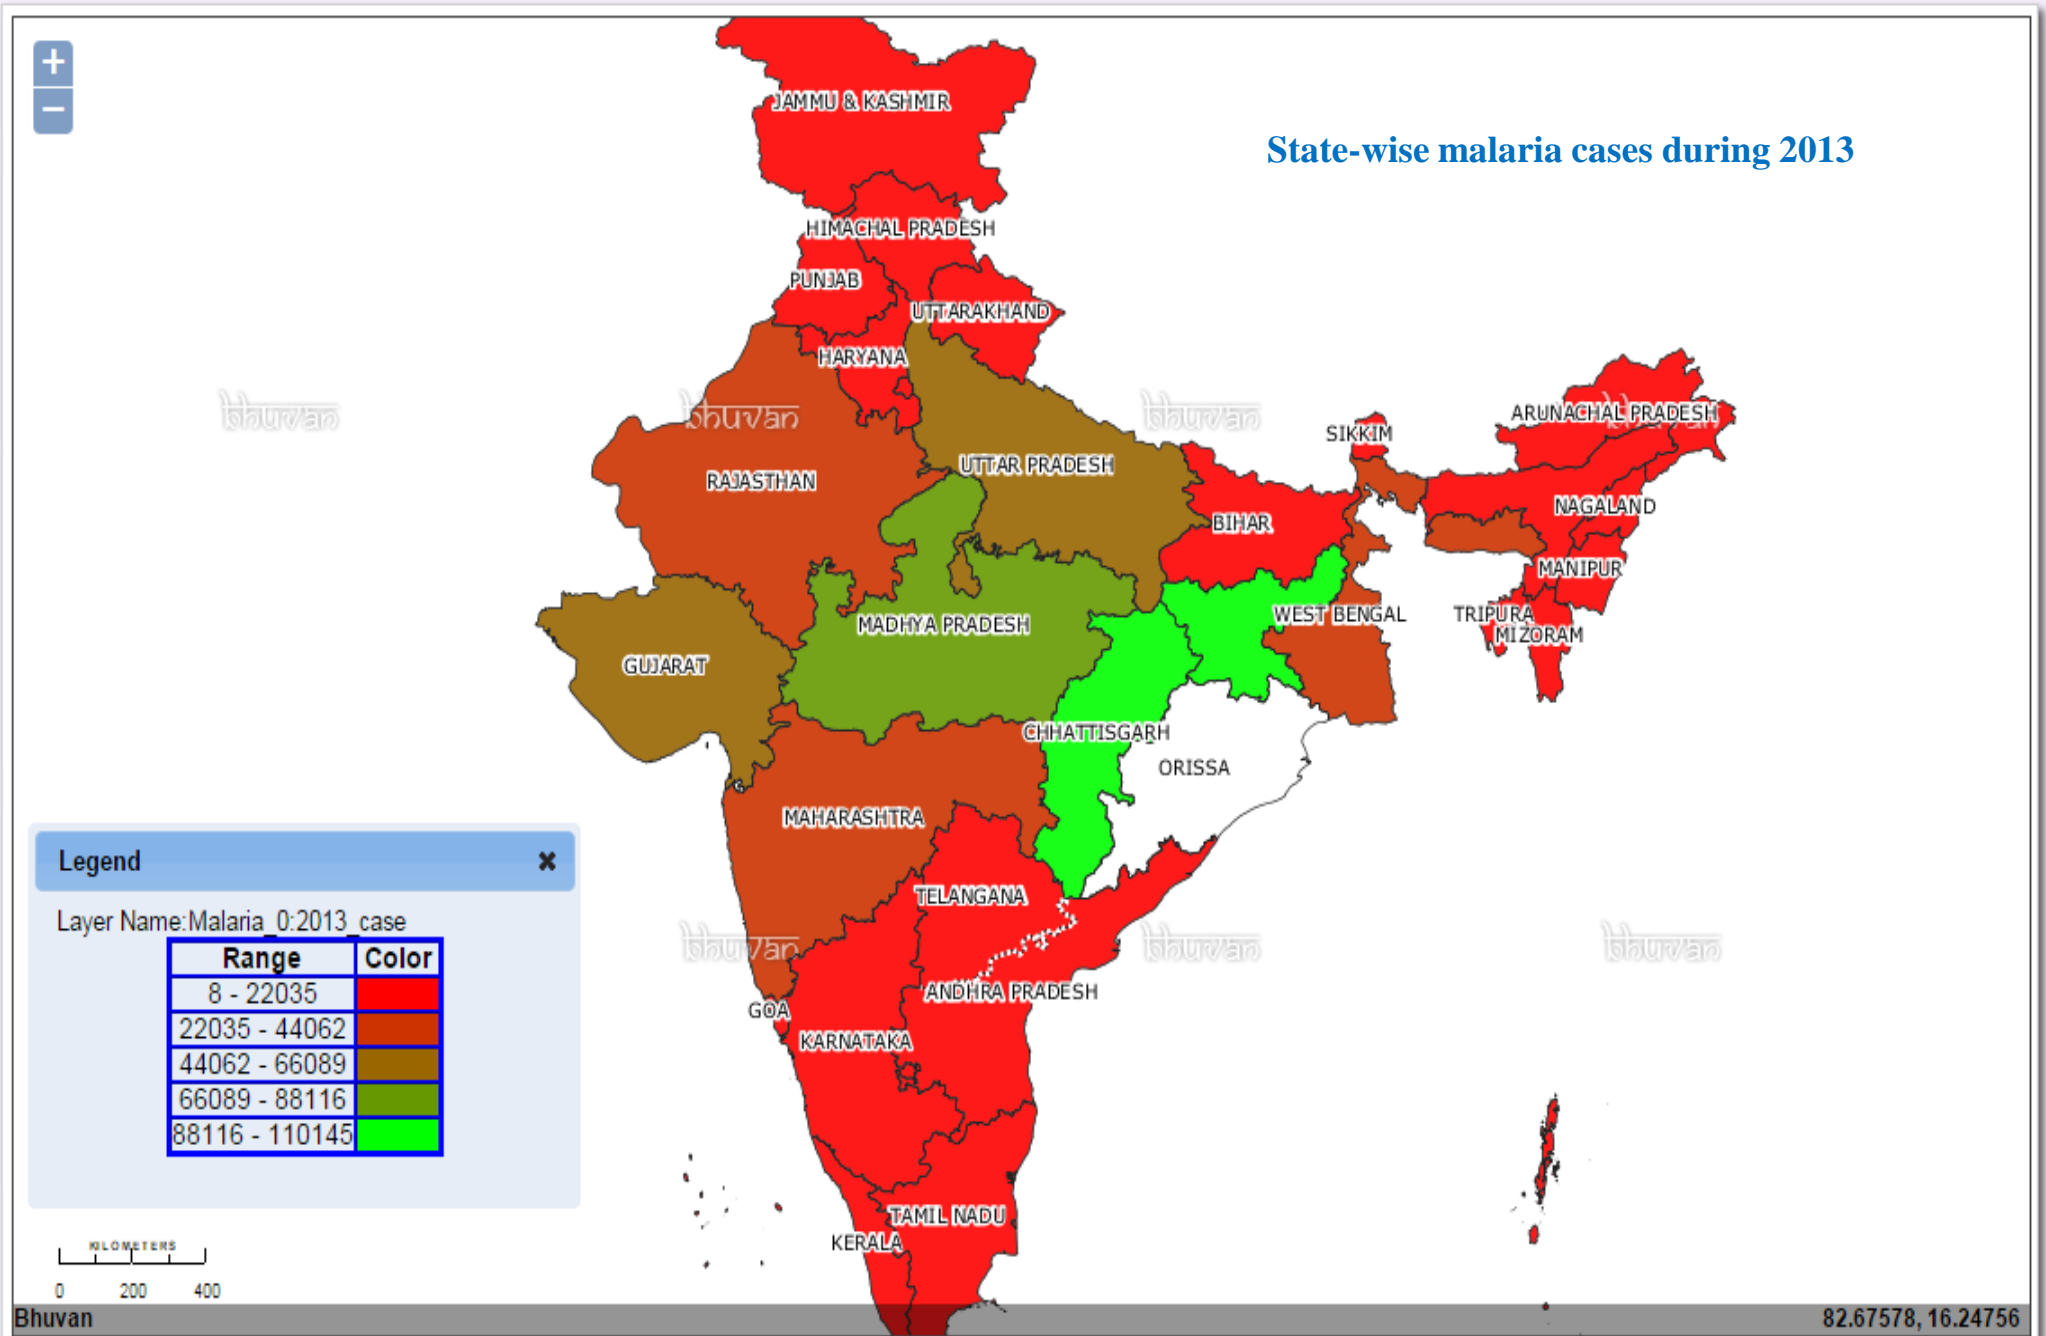 +
−
State-wise malaria cases during 2013
JAMMU & KASHMIR
HIMACHAL PRADESH
PUNJAB
UTTARAKHAND
HARYANA
bhuvan
bhuvan
bhuvan
bhuvan
ARUNACHAL PRADESH
SIKKIM
UTTAR PRADESH
RAJASTHAN
NAGALAND
BIHAR
MANIPUR
WEST BENGAL
TRIPURA
MADHYA PRADESH
MIZORAM
GUJARAT
CHHATTISGARH
ORISSA
MAHARASHTRA
TELANGANA
bhuvan
bhuvan
bhuvan
ANDHRA PRADESH
GOA
KARNATAKA
TAMIL NADU
KERALA
Legend ✖
Layer Name:Malaria_0:2013_case
Range Color
8 - 22035
22035 - 44062
44062 - 66089
66089 - 88116
88116 - 110145
KILOMETERS
0 200 400
Bhuvan 82.67578, 16.24756